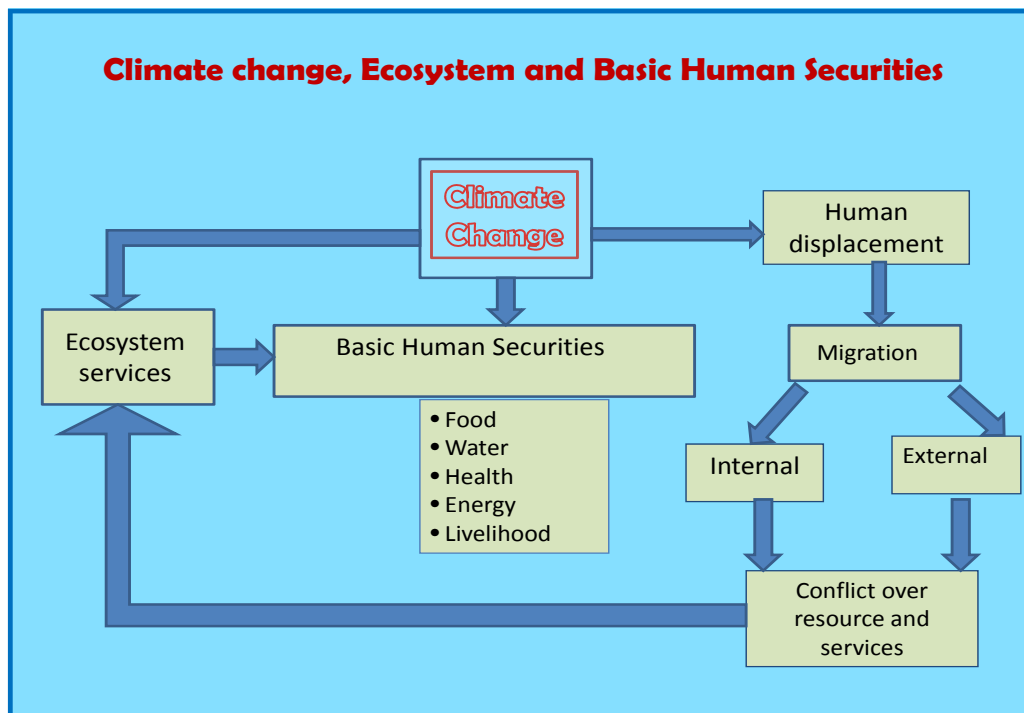 Climate change, Ecosystem and Basic Human Securities
Climate
Change
Human
displacement
Ecosystem
services
Basic Human Securities
Migration
• Food
• Water
• Health
• Energy
• Livelihood
Internal
External
Conflict over
resource and
services